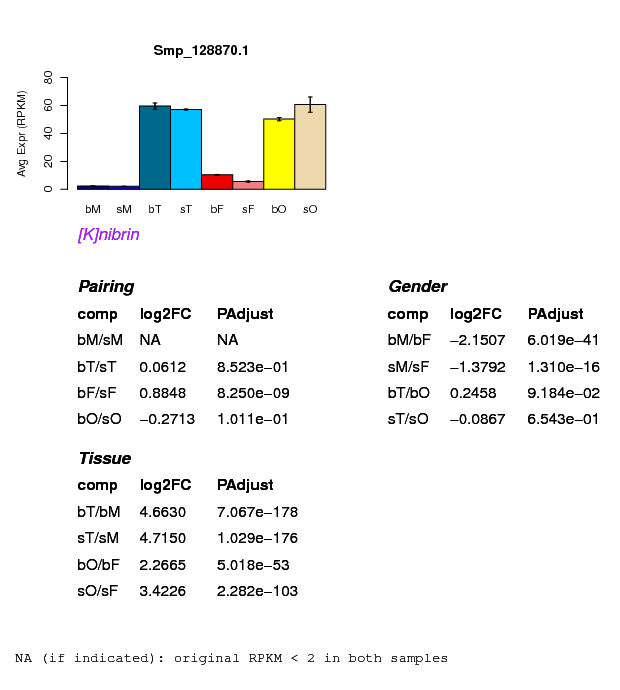 Smp_128870.1
Avg Expr (RPKM)
0 20 40 60 80
bM sM bT sT bF sF bO sO
[K]nibrin
Pairing
comp log2FC PAdjust
bM/sM NA NA
bT/sT 0.0612 8.523e−01
bF/sF 0.8848 8.250e−09
bO/sO −0.2713 1.011e−01
Gender
comp log2FC PAdjust
bM/bF −2.1507 6.019e−41
sM/sF −1.3792 1.310e−16
bT/bO 0.2458 9.184e−02
sT/sO −0.0867 6.543e−01
Tissue
comp log2FC PAdjust
bT/bM 4.6630 7.067e−178
sT/sM 4.7150 1.029e−176
bO/bF 2.2665 5.018e−53
sO/sF 3.4226 2.282e−103
NA (if indicated): original RPKM < 2 in both samples